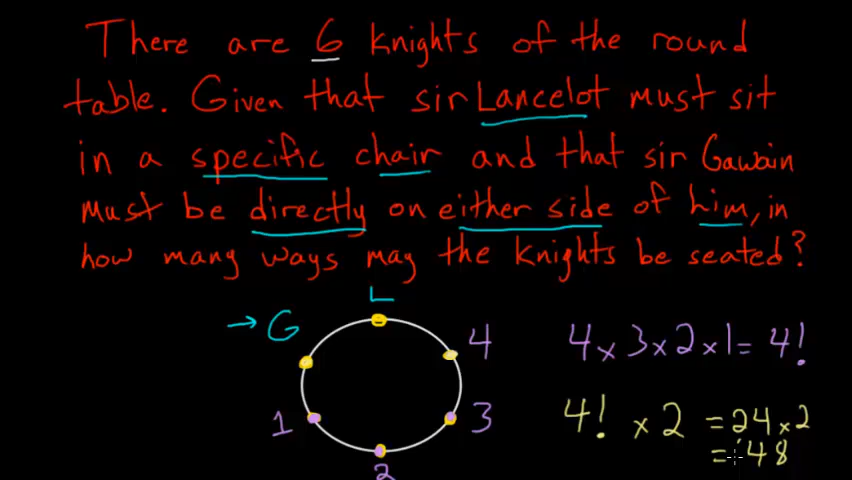 There are 6 knights of the round
table. Given that sir Lancelot must sit
in a specific chair and that sir Gawain
must be directly on either side of him, in
how many ways may the knights be seated?
L
→ G
4
4 × 3 × 2 × 1 = 4!
1
3
4! × 2 = 24 × 2
= 48
2